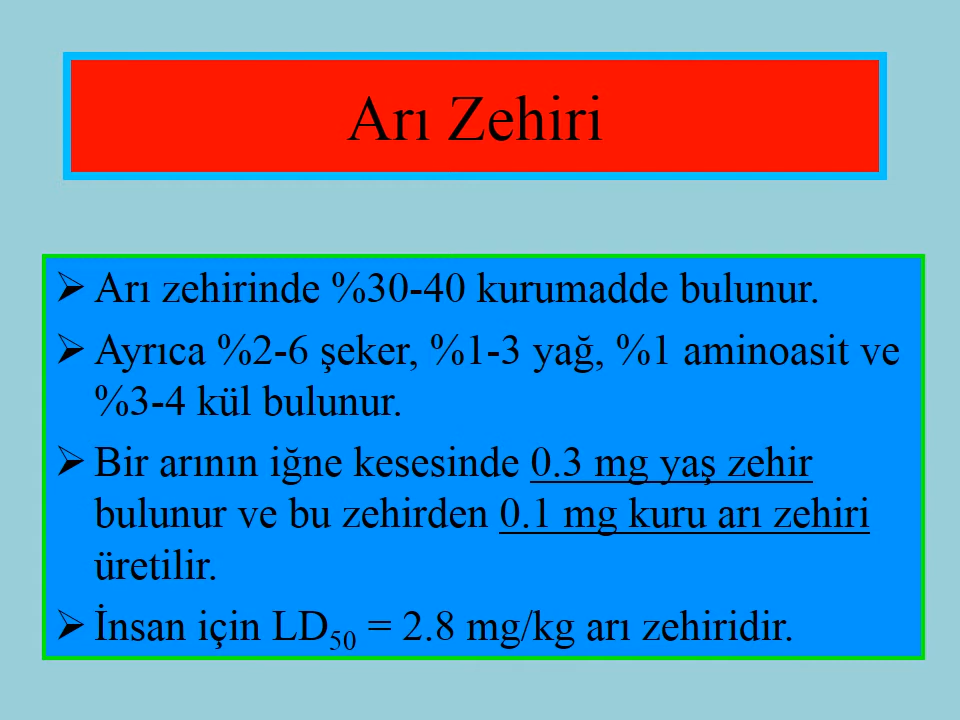 Arı Zehiri
➢ Arı zehirinde %30-40 kurumadde bulunur.
➢ Ayrıca %2-6 şeker, %1-3 yağ, %1 aminoasit ve
%3-4 kül bulunur.
➢ Bir arının iğne kesesinde 0.3 mg yaş zehir
bulunur ve bu zehirden 0.1 mg kuru arı zehiri
üretilir.
➢ İnsan için LD₅₀ = 2.8 mg/kg arı zehiridir.